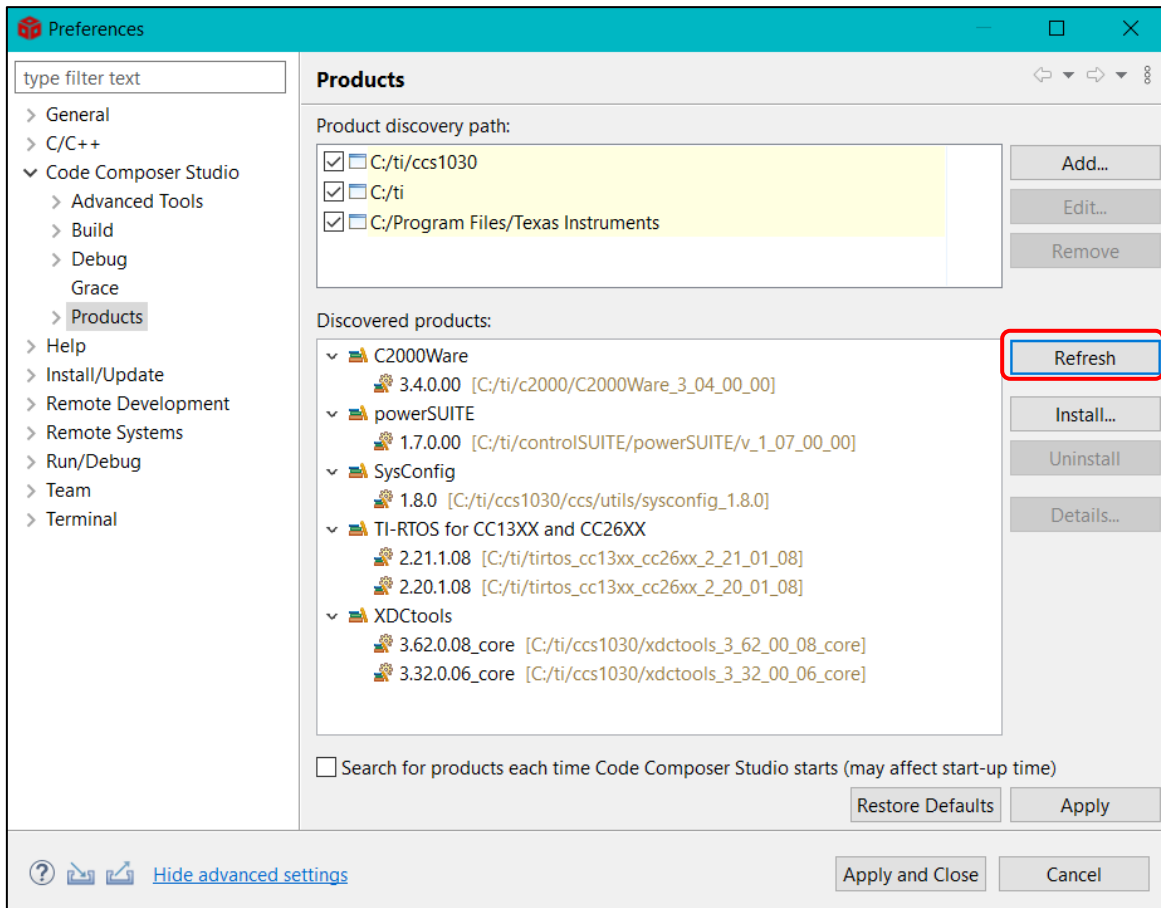 Preferences
type filter text
General
C/C++
Code Composer Studio
Advanced Tools
Build
Debug
Grace
Products
Help
Install/Update
Remote Development
Remote Systems
Run/Debug
Team
Terminal
Products
Product discovery path:
C:/ti/ccs1030
C:/ti
C:/Program Files/Texas Instruments
Add...
Edit...
Remove
Discovered products:
C2000Ware
3.4.0.00 [C:/ti/c2000/C2000Ware_3_04_00_00]
powerSUITE
1.7.0.00 [C:/ti/controlSUITE/powerSUITE/v_1_07_00_00]
SysConfig
1.8.0 [C:/ti/ccs1030/ccs/utils/sysconfig_1.8.0]
TI-RTOS for CC13XX and CC26XX
2.21.1.08 [C:/ti/tirtos_cc13xx_cc26xx_2_21_01_08]
2.20.1.08 [C:/ti/tirtos_cc13xx_cc26xx_2_20_01_08]
XDCtools
3.62.0.08_core [C:/ti/ccs1030/xdctools_3_62_00_08_core]
3.32.0.06_core [C:/ti/ccs1030/xdctools_3_32_00_06_core]
Refresh
Install...
Uninstall
Details...
Search for products each time Code Composer Studio starts (may affect start-up time)
Restore Defaults
Apply
Hide advanced settings
Apply and Close
Cancel